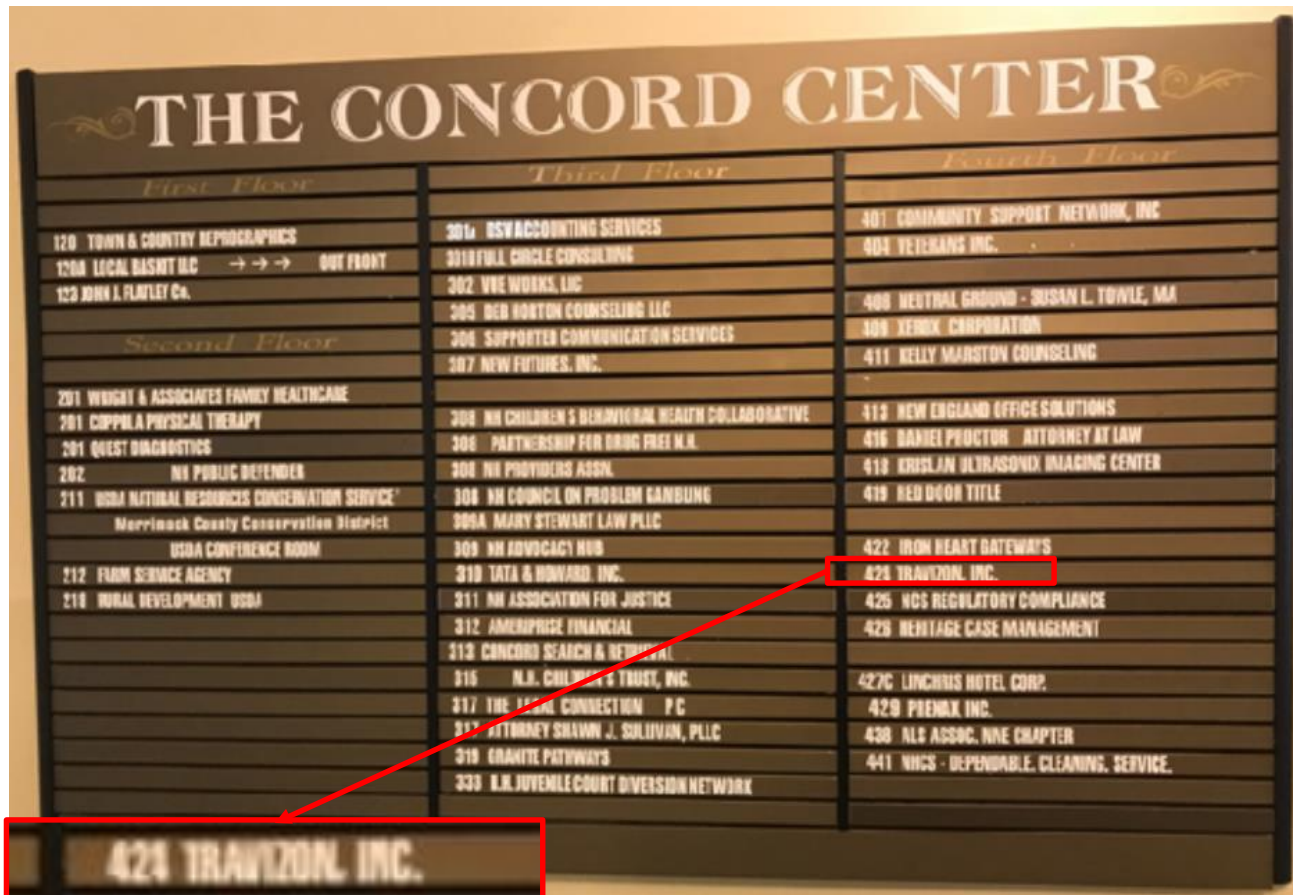 THE CONCORD CENTER
First Floor
120 TOWN & COUNTRY REPROGRAPHICS
120A LOCAL BASKIT LLC → → → OUT FRONT
123 JOHN J. FLATLEY Co.
Second Floor
201 WRIGHT & ASSOCIATES FAMILY HEALTHCARE
201 COPPOLA PHYSICAL THERAPY
201 QUEST DIAGNOSTICS
202 NH PUBLIC DEFENDER
211 USDA NATURAL RESOURCES CONSERVATION SERVICE
Merrimack County Conservation District
USDA CONFERENCE ROOM
212 FARM SERVICE AGENCY
218 RURAL DEVELOPMENT USDA
Third Floor
301a DSV ACCOUNTING SERVICES
301B FULL CIRCLE CONSULTING
302 WORKS, LLC
305 DEB HORTON COUNSELING LLC
306 SUPPORTED COMMUNICATION SERVICES
307 NEW FUTURES, INC.
308 NH CHILDREN'S BEHAVIORAL HEALTH COLLABORATIVE
308 PARTNERSHIP FOR DRUG FREE N.H.
308 NH PROVIDERS ASSN.
308 NH COUNCIL ON PROBLEM GAMBLING
309A MARY STEWART LAW PLLC
309 NH ADVOCACY HUB
310 TATA & HOWARD, INC.
311 NH ASSOCIATION FOR JUSTICE
312 AMERIPRISE FINANCIAL
313 CONCORD SEARCH & RETRIEVAL
316 N.H. CHILDREN'S TRUST, INC.
317 THE LEGAL CONNECTION PC
317 ATTORNEY SHAWN J. SULLIVAN, PLLC
319 GRANITE PATHWAYS
333 N.H. JUVENILE COURT DIVERSION NETWORK
Fourth Floor
401 COMMUNITY SUPPORT NETWORK, INC
404 VETERANS INC.
408 NEUTRAL GROUND - SUSAN L. TOWLE, MA
409 XEROX CORPORATION
411 KELLY MARSTON COUNSELING
413 NEW ENGLAND OFFICE SOLUTIONS
416 DANIEL PROCTOR ATTORNEY AT LAW
418 KRISLAN ULTRASONIX IMAGING CENTER
419 RED DOOR TITLE
422 IRON HEART GATEWAYS
424 TRAVIZON, INC.
425 NCS REGULATORY COMPLIANCE
426 HERITAGE CASE MANAGEMENT
427C LINCHRIS HOTEL CORP.
429 PRENAX INC.
438 ALS ASSOC. NNE CHAPTER
441 NHCS - DEPENDABLE. CLEANING. SERVICE.
424 TRAVIZON, INC.